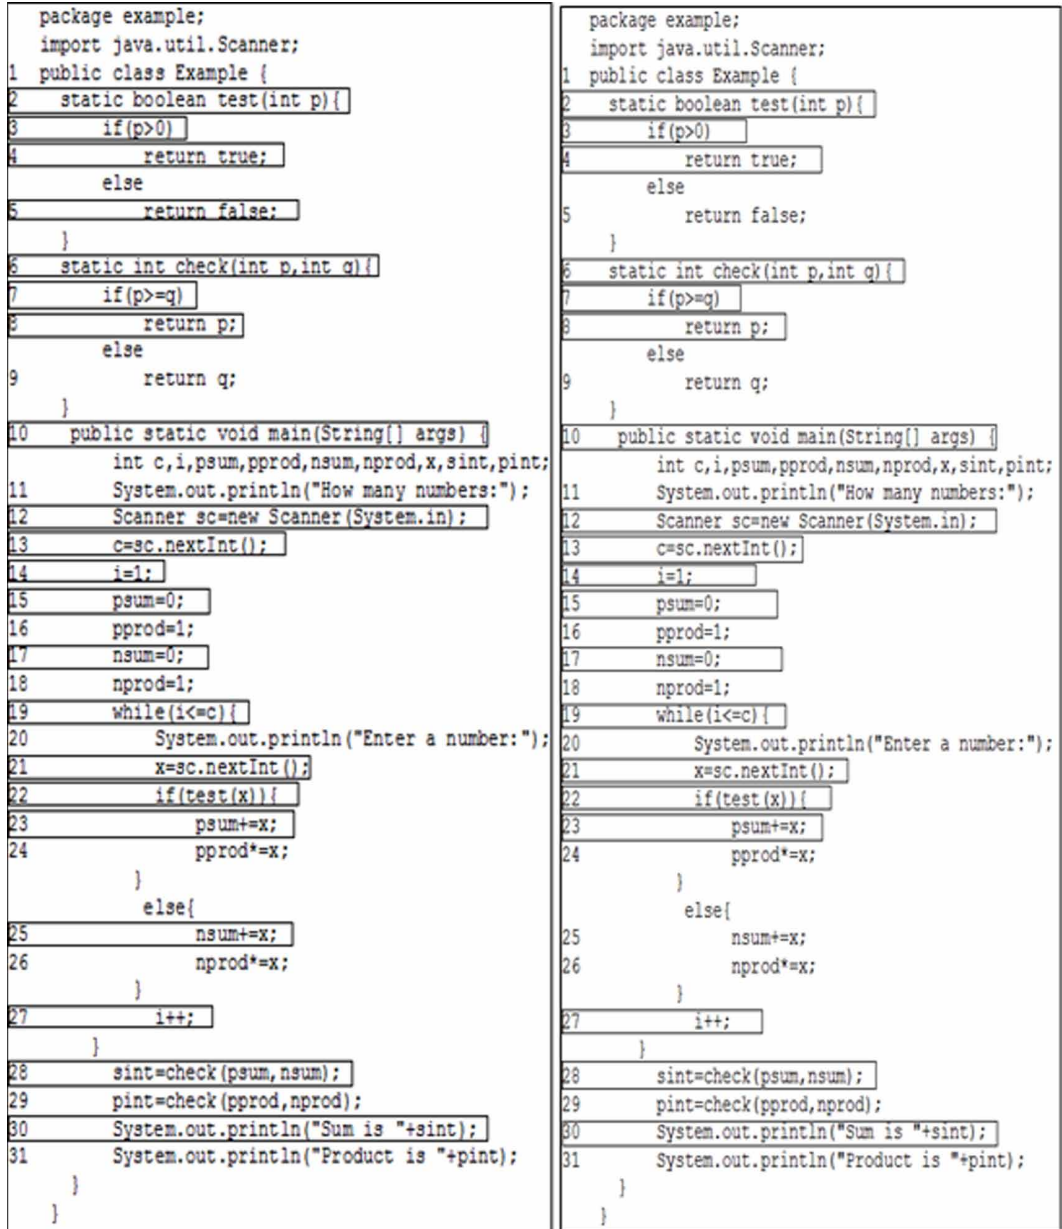 package example;
import java.util.Scanner;
1 public class Example {
2 static boolean test(int p){
3 if(p>0)
4 return true;
else
5 return false;
}
6 static int check(int p,int q){
7 if(p>=q)
8 return p;
else
9 return q;
}
10 public static void main(String[] args) {
int c,i,psum,pprod,nsum,nprod,x,sint,pint;
11 System.out.println("How many numbers:");
12 Scanner sc=new Scanner(System.in);
13 c=sc.nextInt();
14 i=1;
15 psum=0;
16 pprod=1;
17 nsum=0;
18 nprod=1;
19 while(i<=c){
20 System.out.println("Enter a number:");
21 x=sc.nextInt();
22 if(test(x)){
23 psum+=x;
24 pprod*=x;
}
else{
25 nsum+=x;
26 nprod*=x;
}
27 i++;
}
28 sint=check(psum,nsum);
29 pint=check(pprod,nprod);
30 System.out.println("Sum is "+sint);
31 System.out.println("Product is "+pint);
}
}
package example;
import java.util.Scanner;
1 public class Example {
2 static boolean test(int p){
3 if(p>0)
4 return true;
else
5 return false;
}
6 static int check(int p,int q){
7 if(p>=q)
8 return p;
else
9 return q;
}
10 public static void main(String[] args) {
int c,i,psum,pprod,nsum,nprod,x,sint,pint;
11 System.out.println("How many numbers:");
12 Scanner sc=new Scanner(System.in);
13 c=sc.nextInt();
14 i=1;
15 psum=0;
16 pprod=1;
17 nsum=0;
18 nprod=1;
19 while(i<=c){
20 System.out.println("Enter a number:");
21 x=sc.nextInt();
22 if(test(x)){
23 psum+=x;
24 pprod*=x;
}
else{
25 nsum+=x;
26 nprod*=x;
}
27 i++;
}
28 sint=check(psum,nsum);
29 pint=check(pprod,nprod);
30 System.out.println("Sum is "+sint);
31 System.out.println("Product is "+pint);
}
}